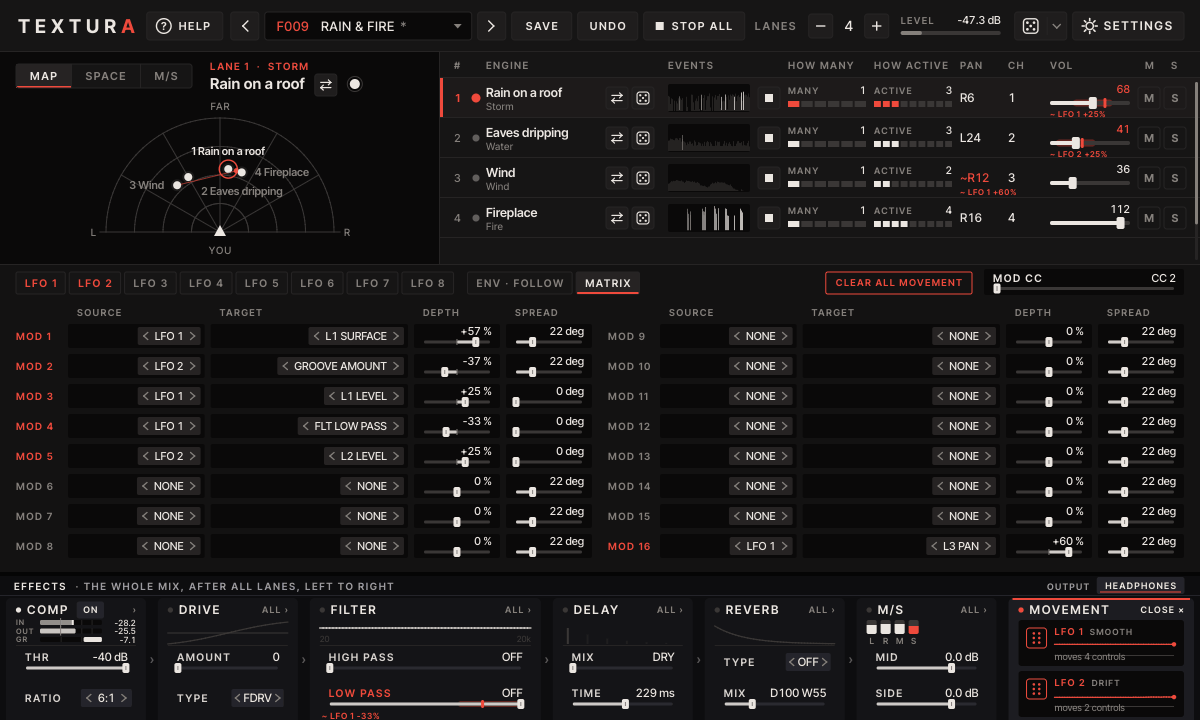 TEXTURA
HELP
F009 RAIN & FIRE *
SAVE
UNDO
STOP ALL
LANES
4
LEVEL
-47.3 dB
SETTINGS
MAP
SPACE
M/S
LANE 1 · STORM
Rain on a roof
FAR
1 Rain on a roof
4 Fireplace
3 Wind
2 Eaves dripping
L
R
YOU
# ENGINE EVENTS HOW MANY HOW ACTIVE PAN CH VOL M S
1 Rain on a roof MANY 1 ACTIVE 3 R6 1 68 M S
Storm
~ LFO 1 +25%
2 Eaves dripping MANY 1 ACTIVE 3 L24 2 41 M S
Water
~ LFO 2 +25%
3 Wind MANY 1 ACTIVE 2 ~R12 3 36 M S
Wind
~ LFO 1 +60%
4 Fireplace MANY 1 ACTIVE 4 R16 4 112 M S
Fire
LFO 1 LFO 2 LFO 3 LFO 4 LFO 5 LFO 6 LFO 7 LFO 8 ENV · FOLLOW MATRIX
CLEAR ALL MOVEMENT
MOD CC CC 2
SOURCE TARGET DEPTH SPREAD SOURCE TARGET DEPTH SPREAD
MOD 1 < LFO 1 > < L1 SURFACE > +57 % 22 deg MOD 9 < NONE > < NONE > 0 % 22 deg
MOD 2 < LFO 2 > < GROOVE AMOUNT > -37 % 22 deg MOD 10 < NONE > < NONE > 0 % 22 deg
MOD 3 < LFO 1 > < L1 LEVEL > +25 % 0 deg MOD 11 < NONE > < NONE > 0 % 22 deg
MOD 4 < LFO 1 > < FLT LOW PASS > -33 % 0 deg MOD 12 < NONE > < NONE > 0 % 22 deg
MOD 5 < LFO 2 > < L2 LEVEL > +25 % 0 deg MOD 13 < NONE > < NONE > 0 % 22 deg
MOD 6 < NONE > < NONE > 0 % 22 deg MOD 14 < NONE > < NONE > 0 % 22 deg
MOD 7 < NONE > < NONE > 0 % 22 deg MOD 15 < NONE > < NONE > 0 % 22 deg
MOD 8 < NONE > < NONE > 0 % 22 deg MOD 16 < LFO 1 > < L3 PAN > +60 % 22 deg
EFFECTS · THE WHOLE MIX, AFTER ALL LANES, LEFT TO RIGHT
OUTPUT HEADPHONES
COMP ON ›
IN -28.2
OUT -25.5
GR -7.1
THR -40 dB
RATIO < 6:1 >
DRIVE ALL ›
AMOUNT 0
TYPE < FDRV >
FILTER ALL ›
20 20k
HIGH PASS OFF
LOW PASS OFF
~ LFO 1 -33%
DELAY ALL ›
MIX DRY
TIME 229 ms
REVERB ALL ›
TYPE < OFF >
MIX D100 W55
M/S ALL ›
L R M S
MID 0.0 dB
SIDE 0.0 dB
MOVEMENT CLOSE ×
LFO 1 SMOOTH
moves 4 controls
LFO 2 DRIFT
moves 2 controls